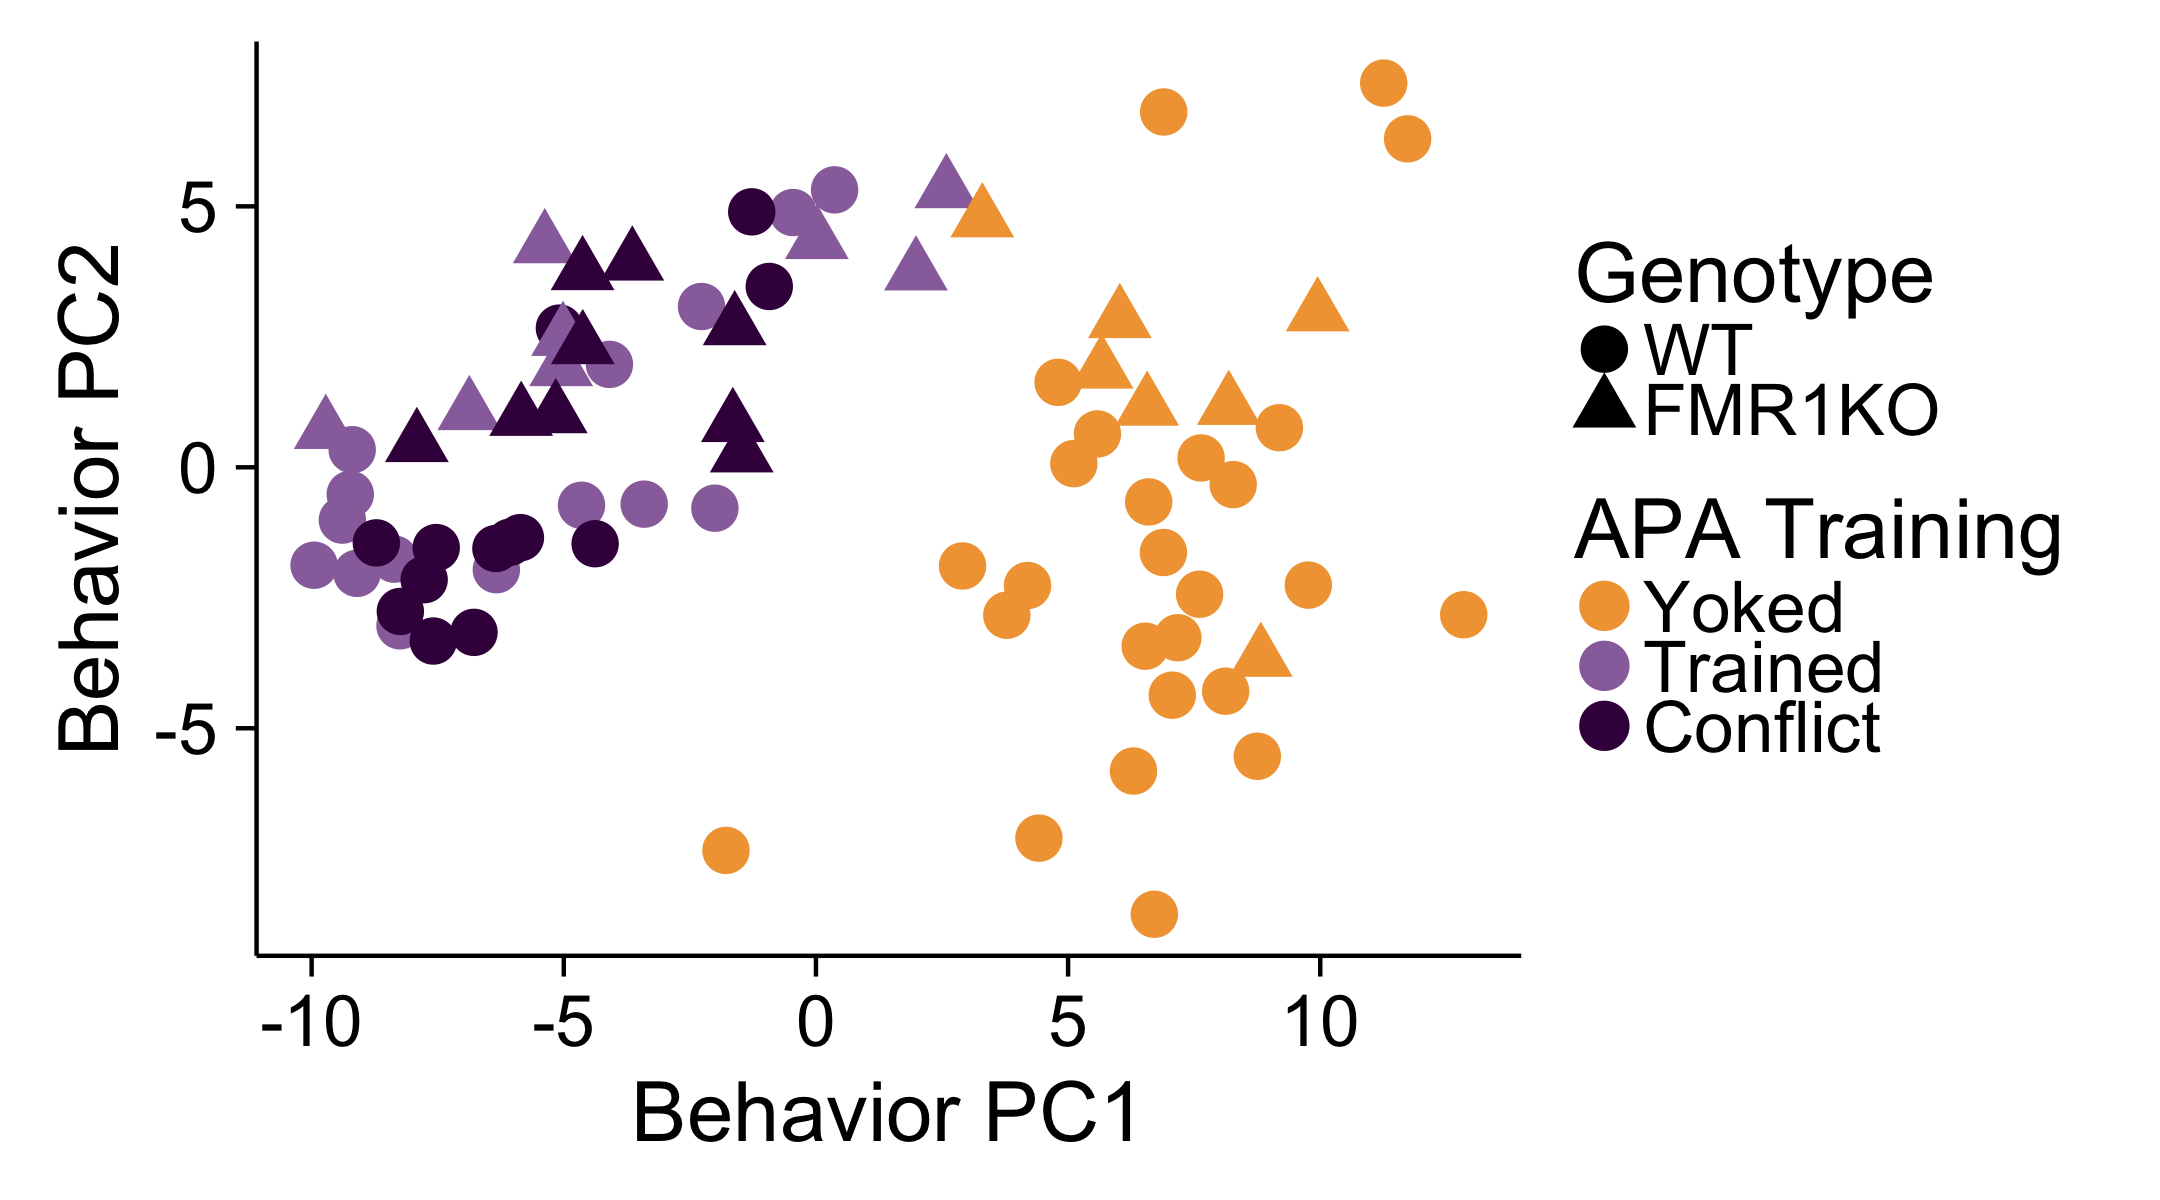 Behavior PC2
5
0
-5
-10 -5 0 5 10
Behavior PC1
Genotype
WT
FMR1KO
APA Training
Yoked
Trained
Conflict